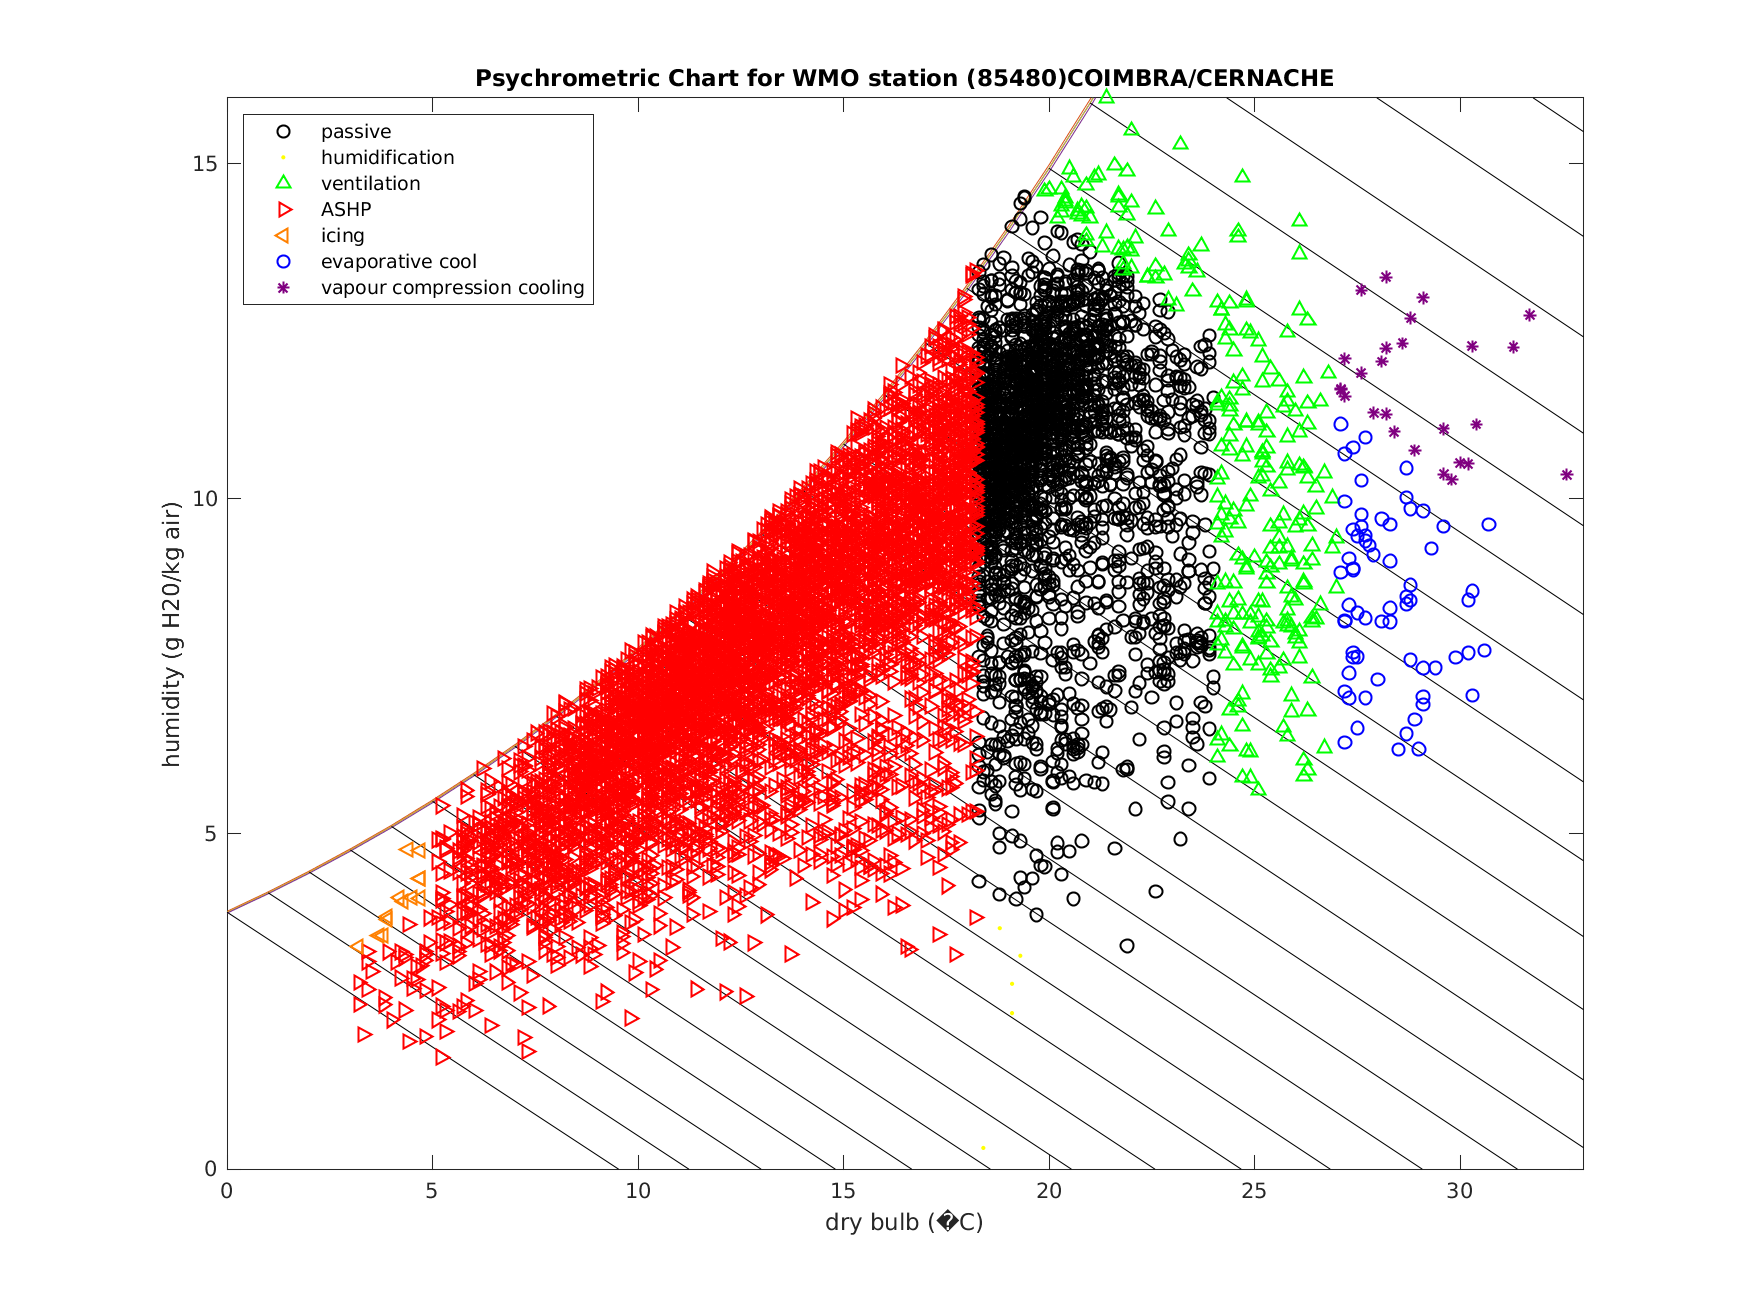 Psychrometric Chart for WMO station (85480)COIMBRA/CERNACHE
passive
humidification
ventilation
ASHP
icing
evaporative cool
vapour compression cooling
humidity (g H20/kg air)
15
10
5
0
0 5 10 15 20 25 30
dry bulb (�C)